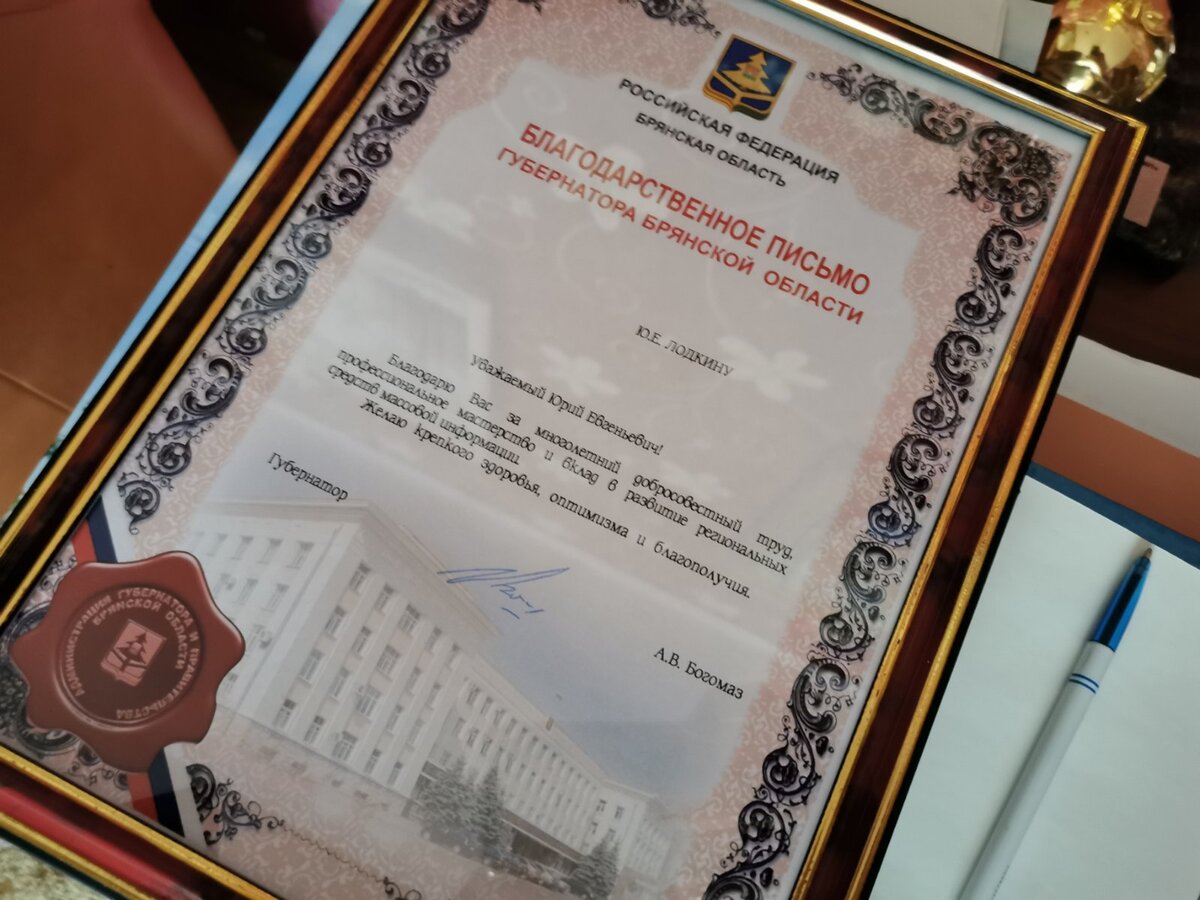 РОССИЙСКАЯ ФЕДЕРАЦИЯ
БРЯНСКАЯ ОБЛАСТЬ
БЛАГОДАРСТВЕННОЕ ПИСЬМО
ГУБЕРНАТОРА БРЯНСКОЙ ОБЛАСТИ
Ю.Е. ЛОДКИНУ
уважаемый Юрий Евгеньевич!
Благодарю Вас за многолетний добросовестный труд,
профессиональное мастерство и вклад в развитие региональных
средств массовой информации.
Желаю крепкого здоровья, оптимизма и благополучия.
Губернатор
А.В. Богомаз
АДМИНИСТРАЦИЯ ГУБЕРНАТОРА И ПРАВИТЕЛЬСТВА
БРЯНСКОЙ ОБЛАСТИ